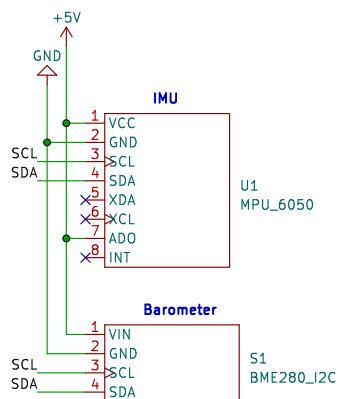 +5V
GND
IMU
1 VCC
2 GND
SCL 3 SCL
SDA 4 SDA
5 XDA
6 XCL
7 ADO
8 INT
U1
MPU_6050
Barometer
1 VIN
2 GND
SCL 3 SCL
SDA 4 SDA
S1
BME280_I2C